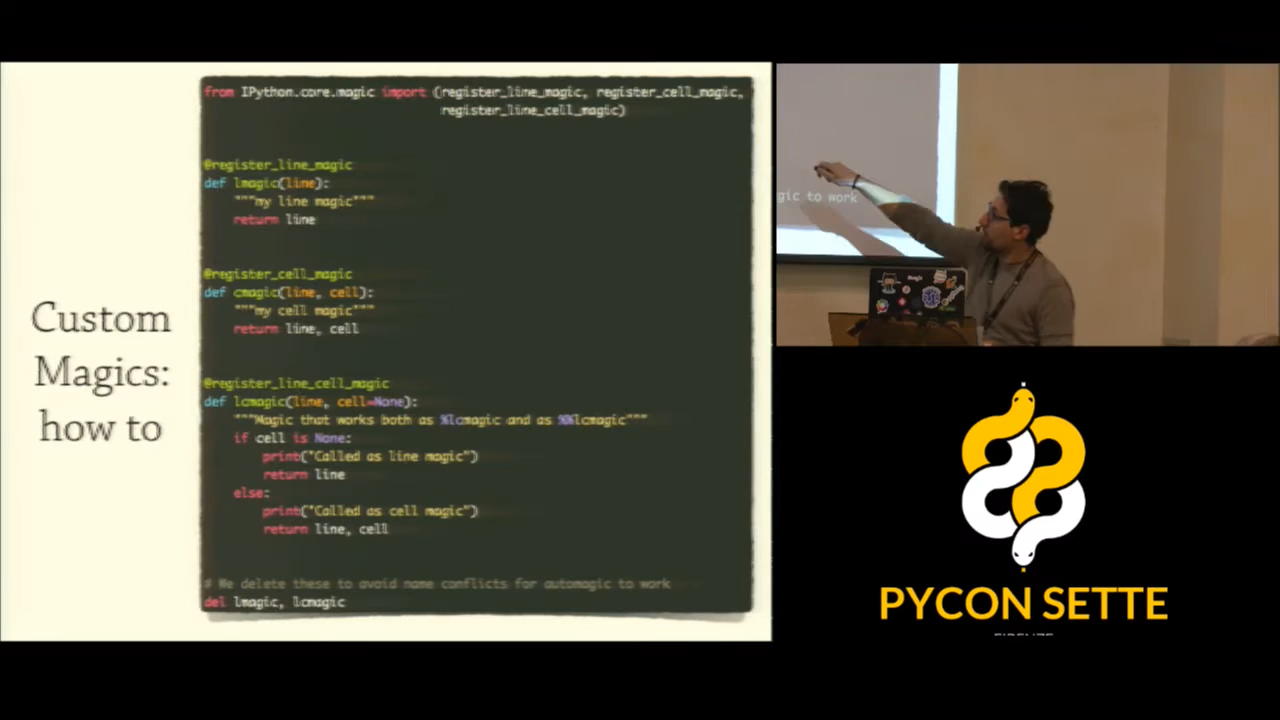 Custom
Magics:
how to
from IPython.core.magic import (register_line_magic, register_cell_magic,
register_line_cell_magic)
@register_line_magic
def lmagic(line):
"""my line magic"""
return line
@register_cell_magic
def cmagic(line, cell):
"""my cell magic"""
return line, cell
@register_line_cell_magic
def lcmagic(line, cell=None):
"""Magic that works both as %lcmagic and as %%lcmagic"""
if cell is None:
print("Called as line magic")
return line
else:
print("Called as cell magic")
return line, cell
# We delete these to avoid name conflicts for automagic to work
del lmagic, lcmagic
gic to work
PYCON SETTE